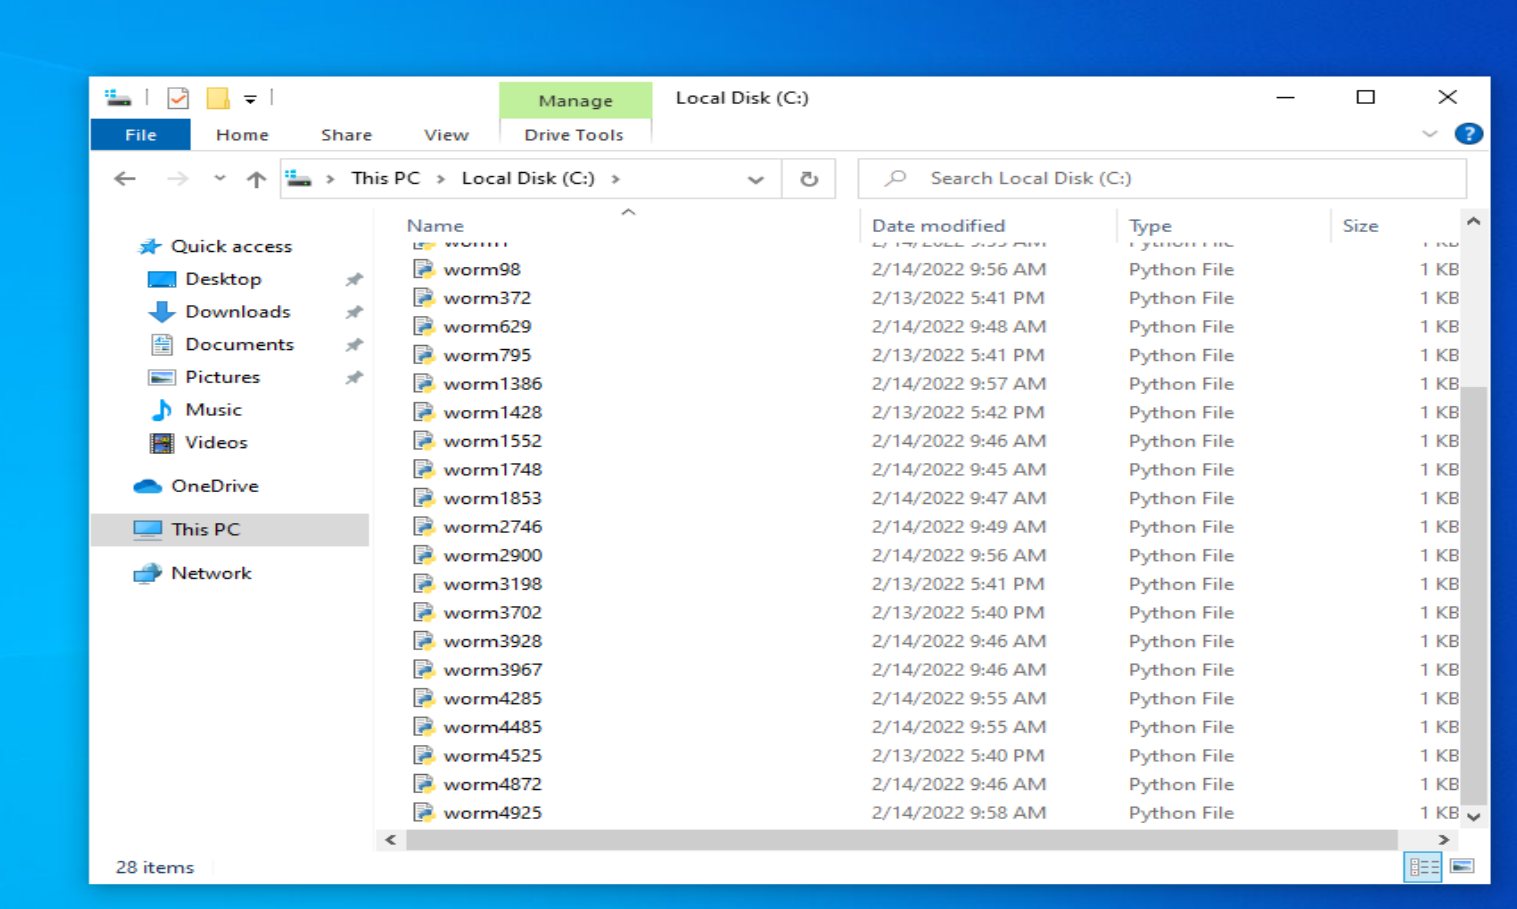 Manage Local Disk (C:)
File Home Share View Drive Tools
This PC Local Disk (C:) Search Local Disk (C:)
Name Date modified Type Size
Quick access
Desktop
Downloads
Documents
Pictures
Music
Videos
OneDrive
This PC
Network
worm98 2/14/2022 9:56 AM Python File 1 KB
worm372 2/13/2022 5:41 PM Python File 1 KB
worm629 2/14/2022 9:48 AM Python File 1 KB
worm795 2/13/2022 5:41 PM Python File 1 KB
worm1386 2/14/2022 9:57 AM Python File 1 KB
worm1428 2/13/2022 5:42 PM Python File 1 KB
worm1552 2/14/2022 9:46 AM Python File 1 KB
worm1748 2/14/2022 9:45 AM Python File 1 KB
worm1853 2/14/2022 9:47 AM Python File 1 KB
worm2746 2/14/2022 9:49 AM Python File 1 KB
worm2900 2/14/2022 9:56 AM Python File 1 KB
worm3198 2/13/2022 5:41 PM Python File 1 KB
worm3702 2/13/2022 5:40 PM Python File 1 KB
worm3928 2/14/2022 9:46 AM Python File 1 KB
worm3967 2/14/2022 9:46 AM Python File 1 KB
worm4285 2/14/2022 9:55 AM Python File 1 KB
worm4485 2/14/2022 9:55 AM Python File 1 KB
worm4525 2/13/2022 5:40 PM Python File 1 KB
worm4872 2/14/2022 9:46 AM Python File 1 KB
worm4925 2/14/2022 9:58 AM Python File 1 KB
28 items